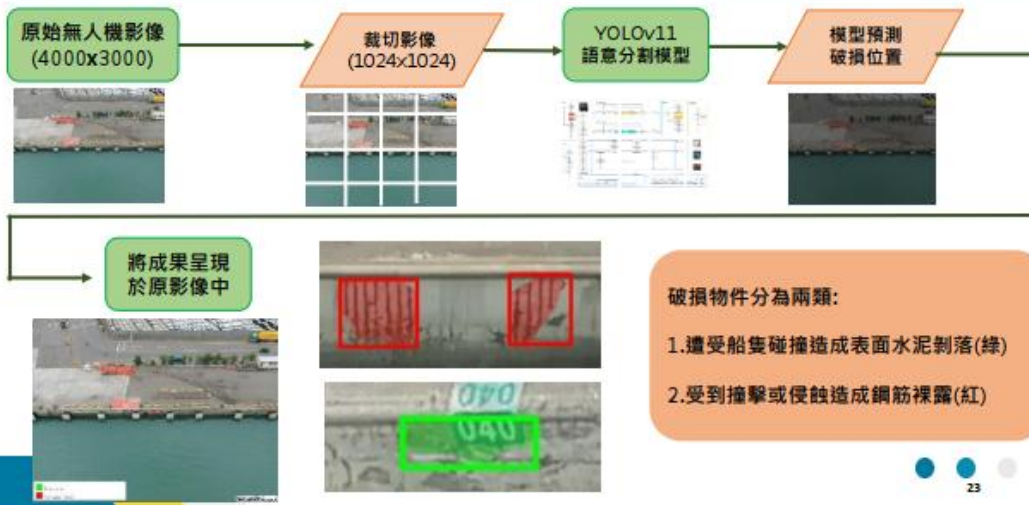 原始無人機影像
(4000x3000)
裁切影像
(1024x1024)
YOLOv11
語意分割模型
模型預測
破損位置
將成果呈現
於原影像中
040
040
破損物件分為兩類:
1.遭受船隻碰撞造成表面水泥剝落(綠)
2.受到撞擊或侵蝕造成鋼筋裸露(紅)
23